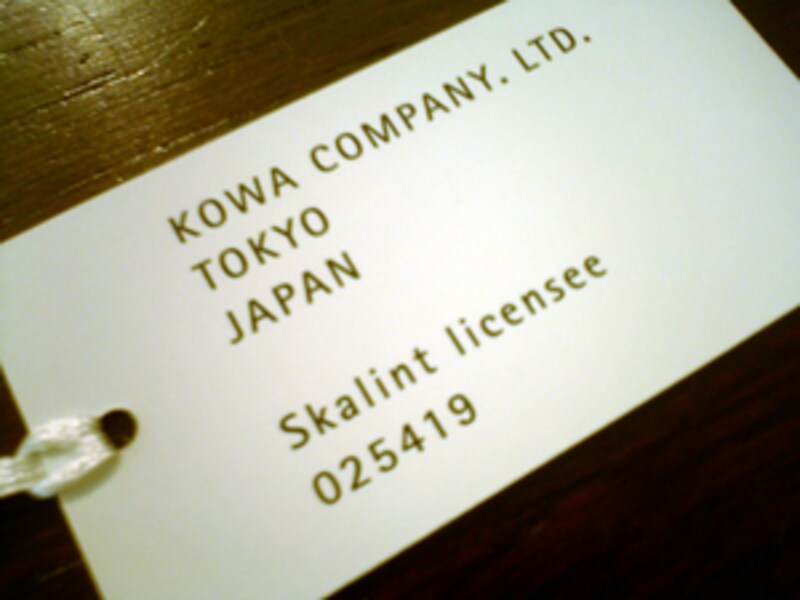 KOWA COMPANY. LTD.
TOKYO
JAPAN
Skalint licensee
025419